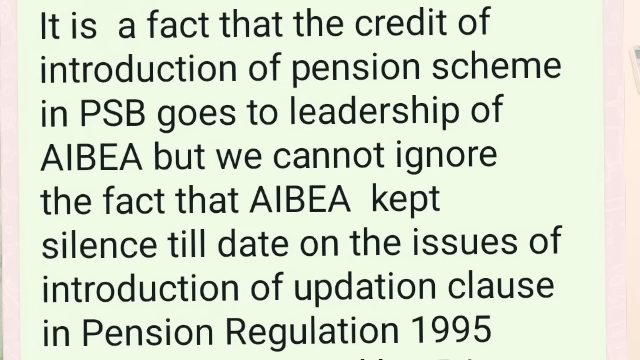 It is  a fact that the credit of
introduction of pension scheme
in PSB goes to leadership of
AIBEA but we cannot ignore
the fact that AIBEA  kept
silence till date on the issues of
introduction of updation clause
in Pension Regulation 1995